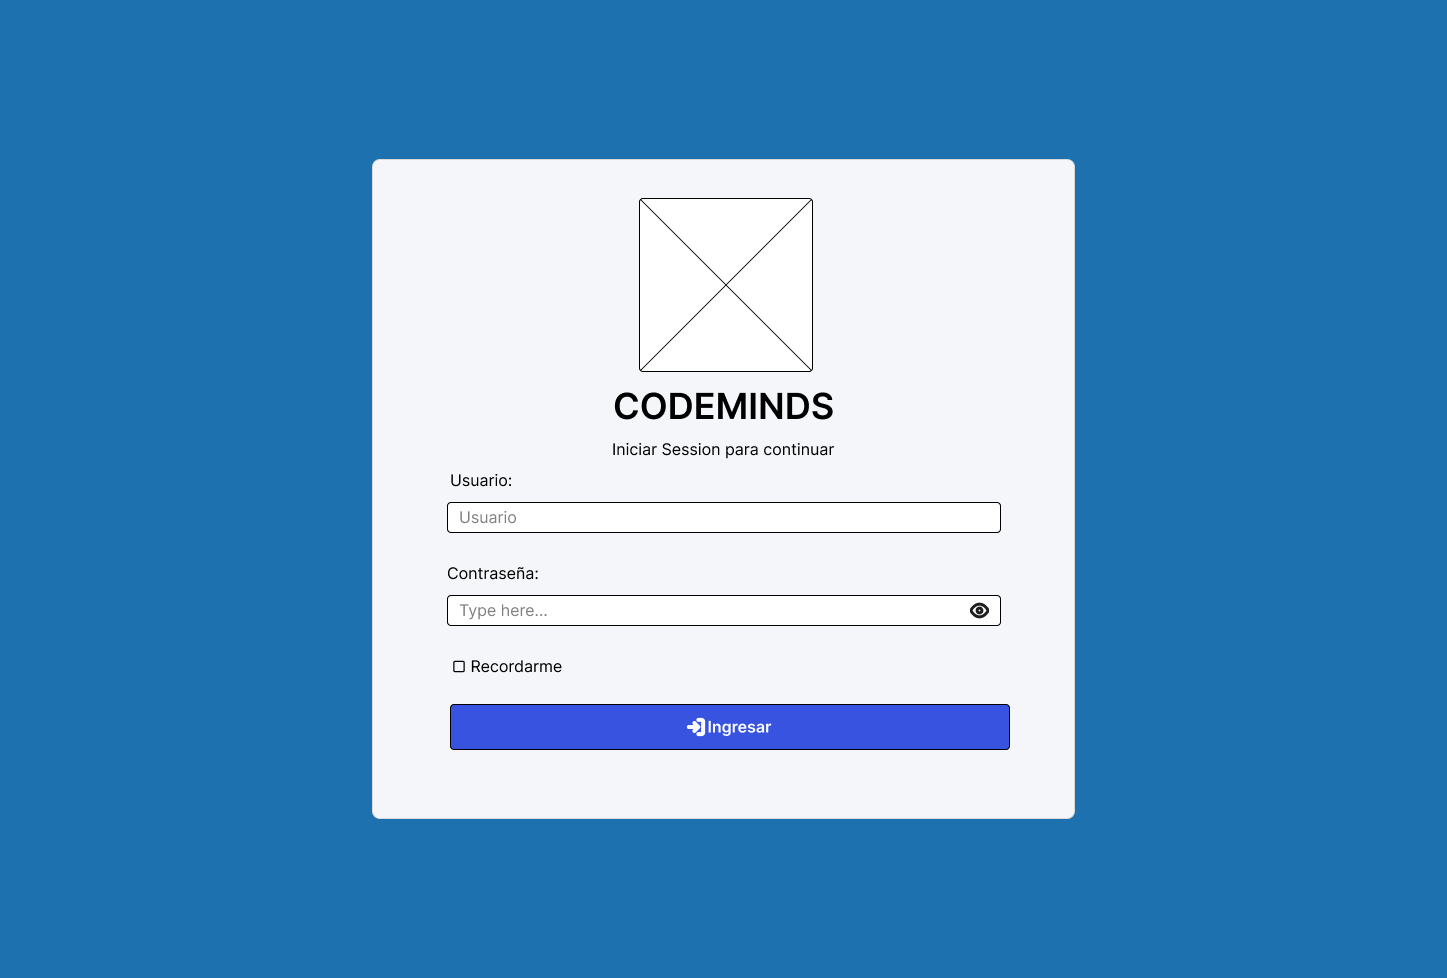 CODEMINDS
Iniciar Session para continuar
Usuario:
Usuario
Contraseña:
Type here...
Recordarme
Ingresar